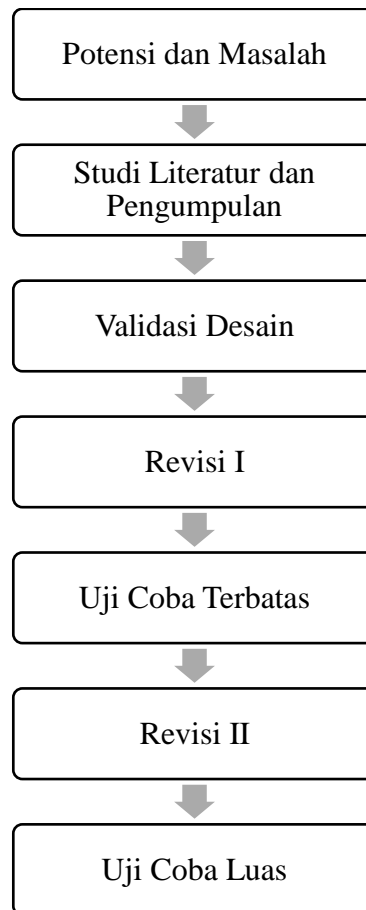 Potensi dan Masalah
Studi Literatur dan
Pengumpulan
Validasi Desain
Revisi I
Uji Coba Terbatas
Revisi II
Uji Coba Luas